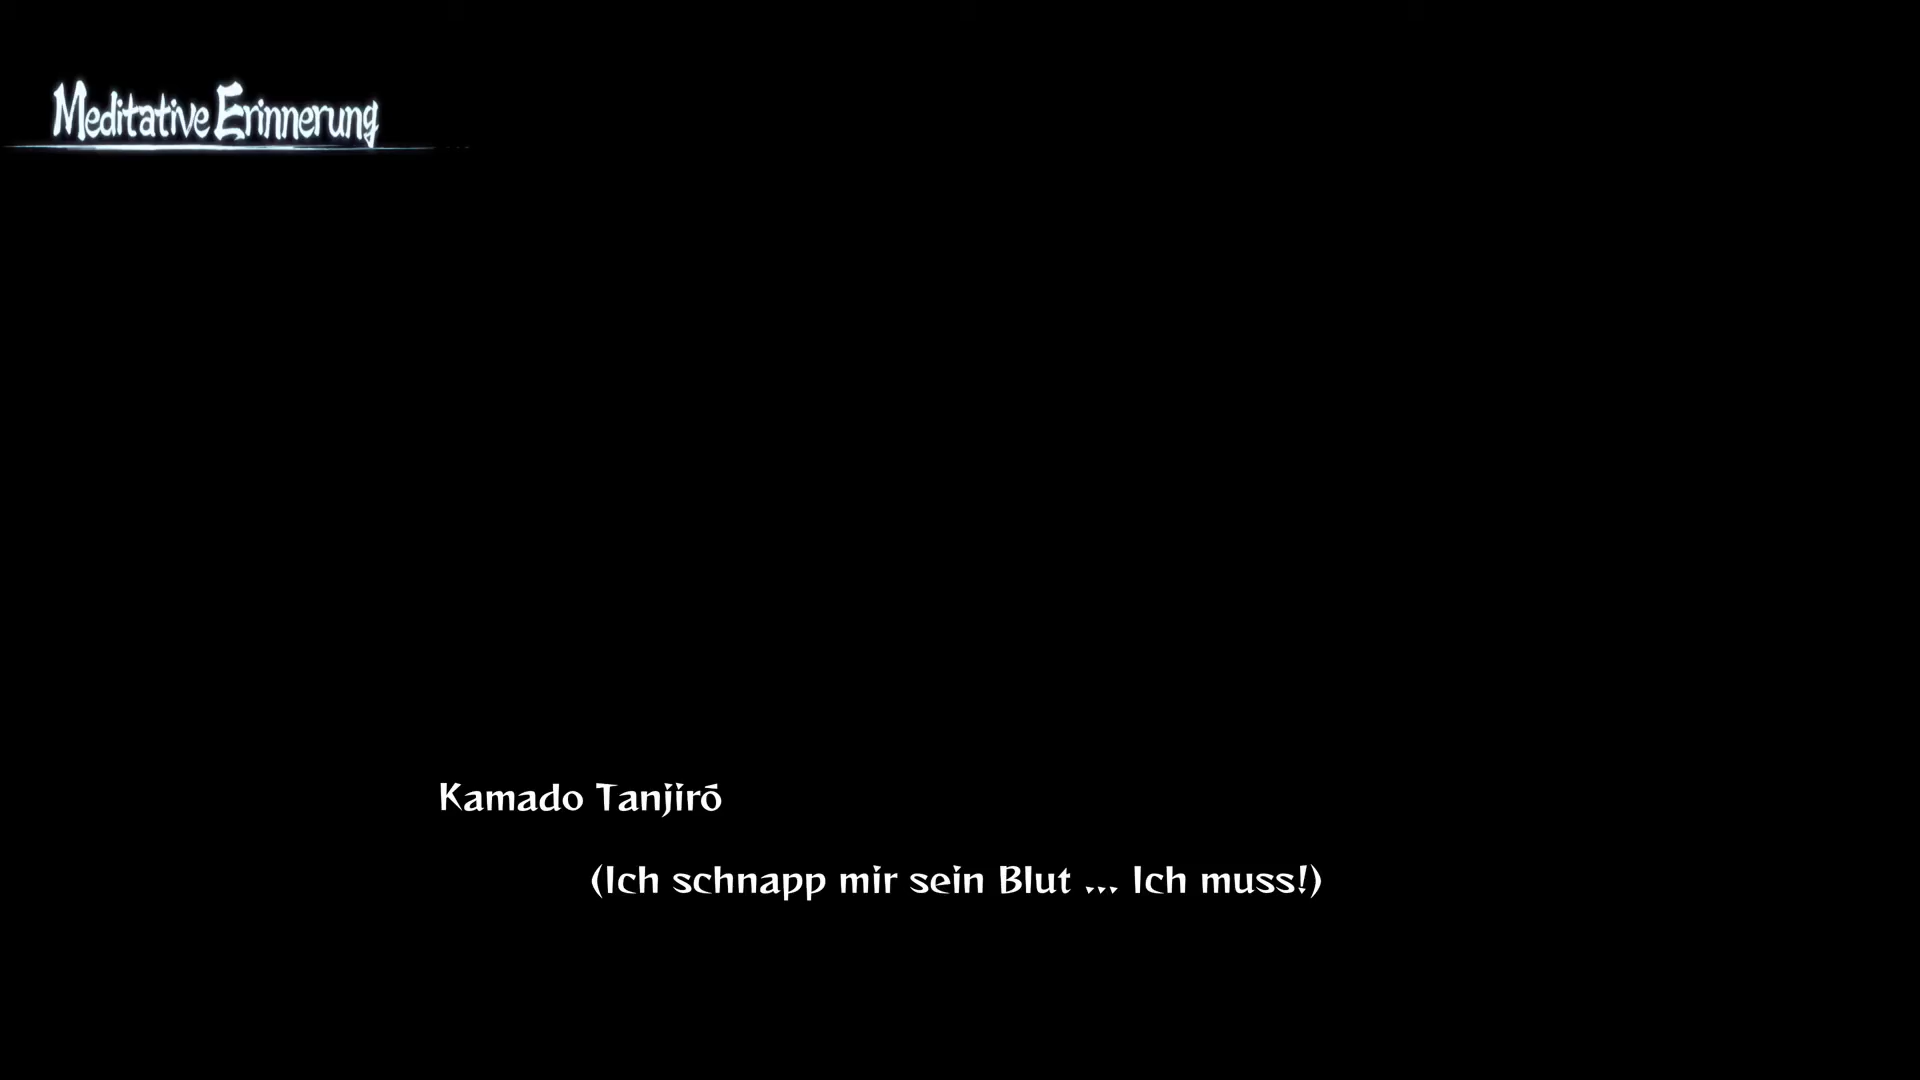 Meditative Erinnerung
Kamado Tanjirō
(Ich schnapp mir sein Blut ... Ich muss!)